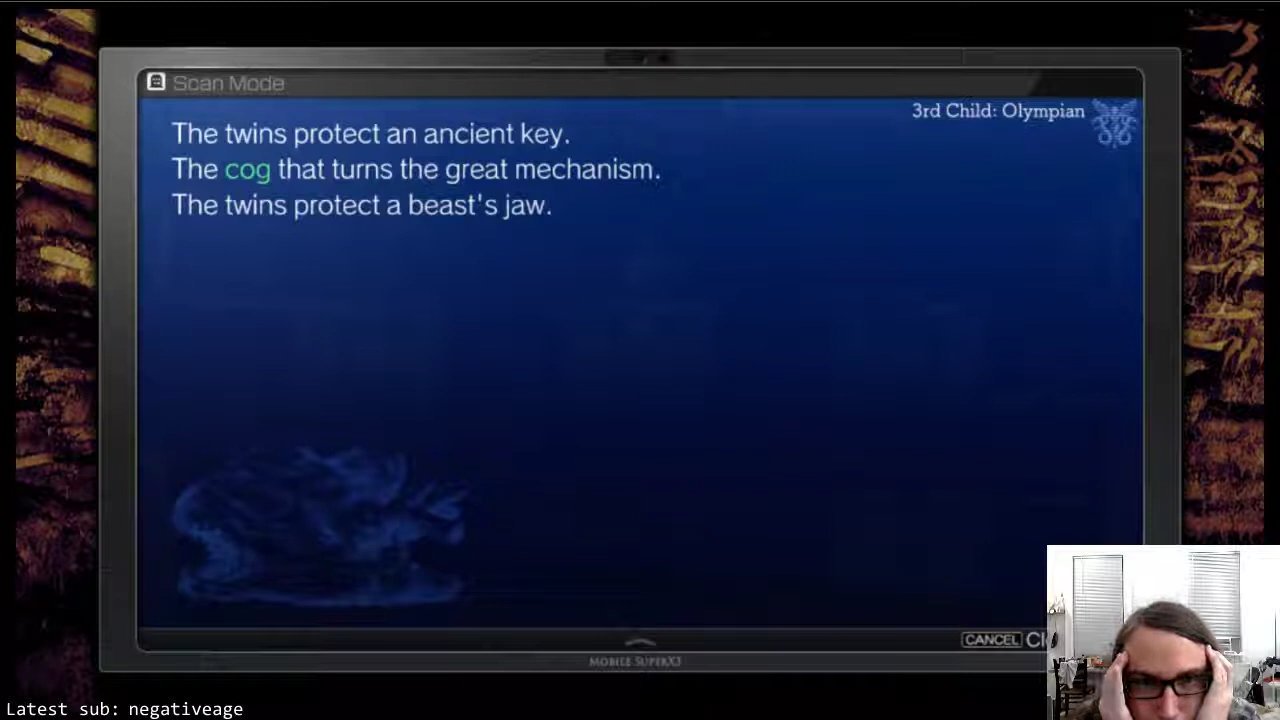 Scan Mode
3rd Child: Olympian
The twins protect an ancient key.
The cog that turns the great mechanism.
The twins protect a beast's jaw.
CANCEL
MOBILE SUPERX3
Latest sub: negativeage